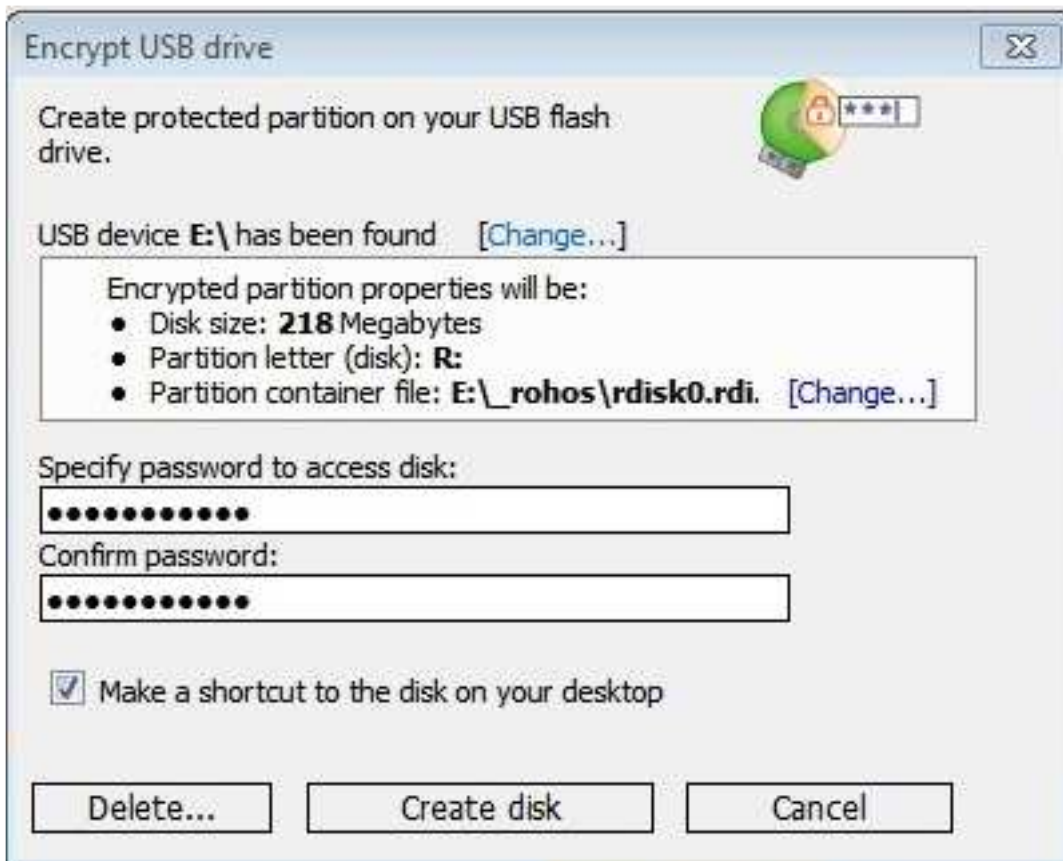 Encrypt USB drive
***
Create protected partition on your USB flash
drive.
USB device E:\ has been found [Change...]
Encrypted partition properties will be:
• Disk size: 218 Megabytes
• Partition letter (disk): R:
• Partition container file: E:\_rohos\rdisk0.rdi. [Change...]
Specify password to access disk:
●●●●●●●●●●●
Confirm password:
●●●●●●●●●●●
Make a shortcut to the disk on your desktop
Delete... Create disk Cancel